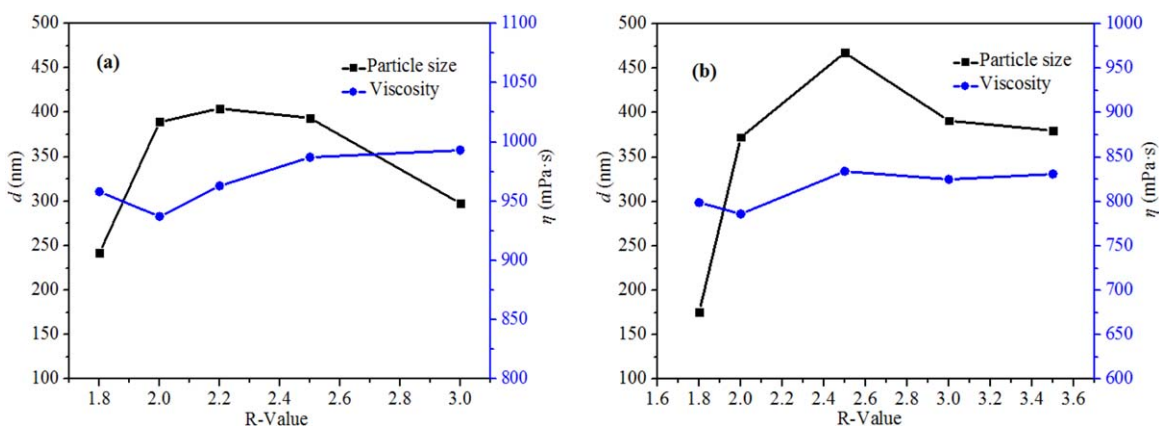 (a)
Particle size
Viscosity
d (nm)
500
450
400
350
300
250
200
150
100
1.8 2.0 2.2 2.4 2.6 2.8 3.0
R-Value
1100
1050
1000
950
900
850
800
η (mPa·s)
(b)
Particle size
Viscosity
d (nm)
500
450
400
350
300
250
200
150
100
1.6 1.8 2.0 2.2 2.4 2.6 2.8 3.0 3.2 3.4 3.6
R-Value
1000
950
900
850
800
750
700
650
600
η (mPa·s)